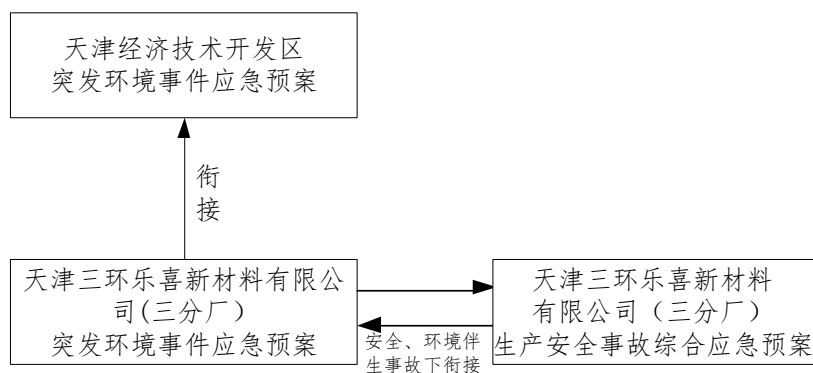 天津经济技术开发区
突发环境事件应急预案
衔
接
天津三环乐喜新材料有限公
司(三分厂）
突发环境事件应急预案
天津三环乐喜新材料
有限公司（三分厂）
生产安全事故综合应急预案
安全、环境伴
生事故下衔接